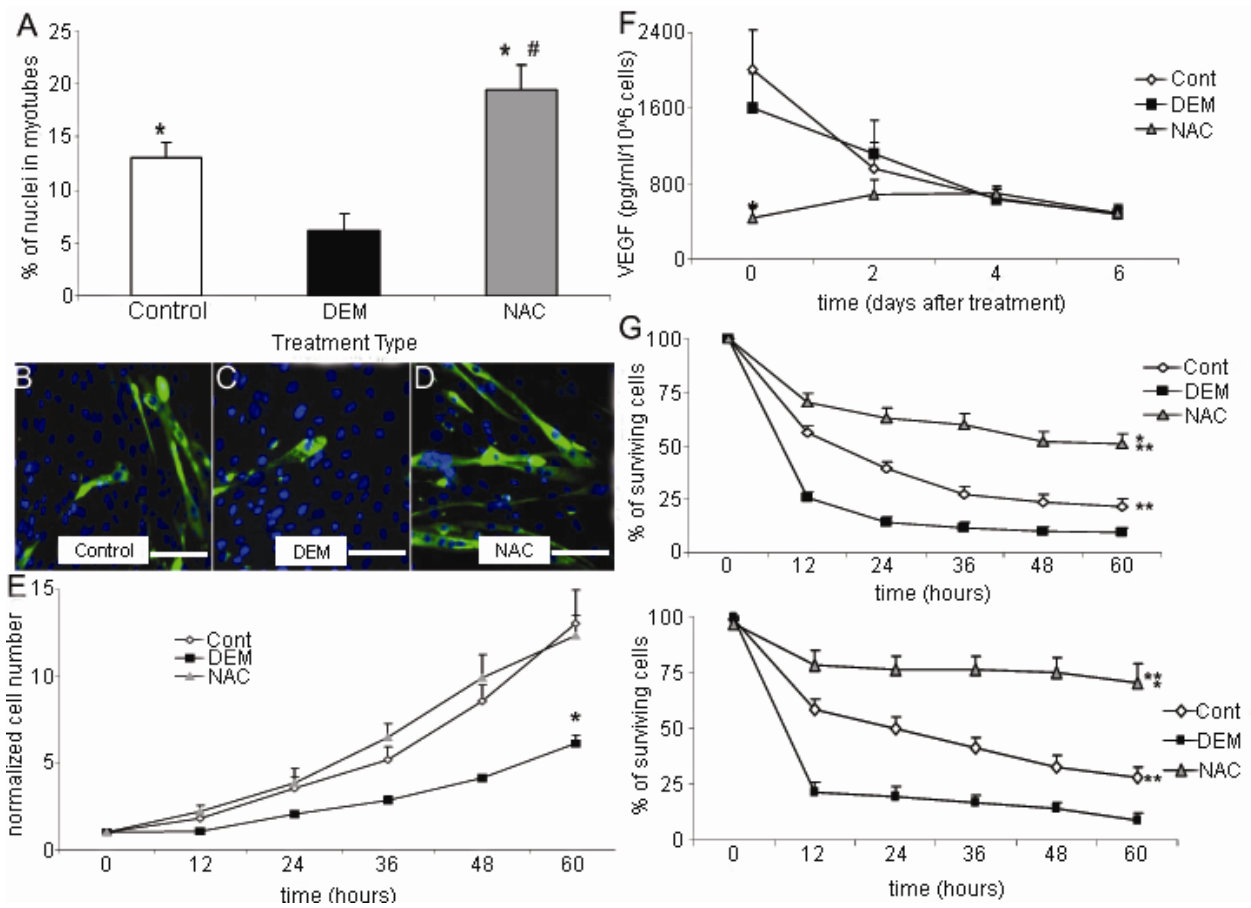 A
25
20
15
10
5
0
% of nuclei in myotubes
*
* #
Control DEM NAC
Treatment Type
B
Control
C
DEM
D
NAC
E
15
10
5
0
normalized cell number
Cont
DEM
NAC
*
0 12 24 36 48 60
time (hours)
F
2400
1600
800
0
VEGF (pg/ml/10^6 cells)
Cont
DEM
NAC
*
0 2 4 6
time (days after treatment)
G
100
75
50
25
0
% of surviving cells
Cont
DEM
NAC
*
**
**
0 12 24 36 48 60
time (hours)
100
75
50
25
0
% of surviving cells
**
*
Cont
DEM
NAC
**
0 12 24 36 48 60
time (hours)